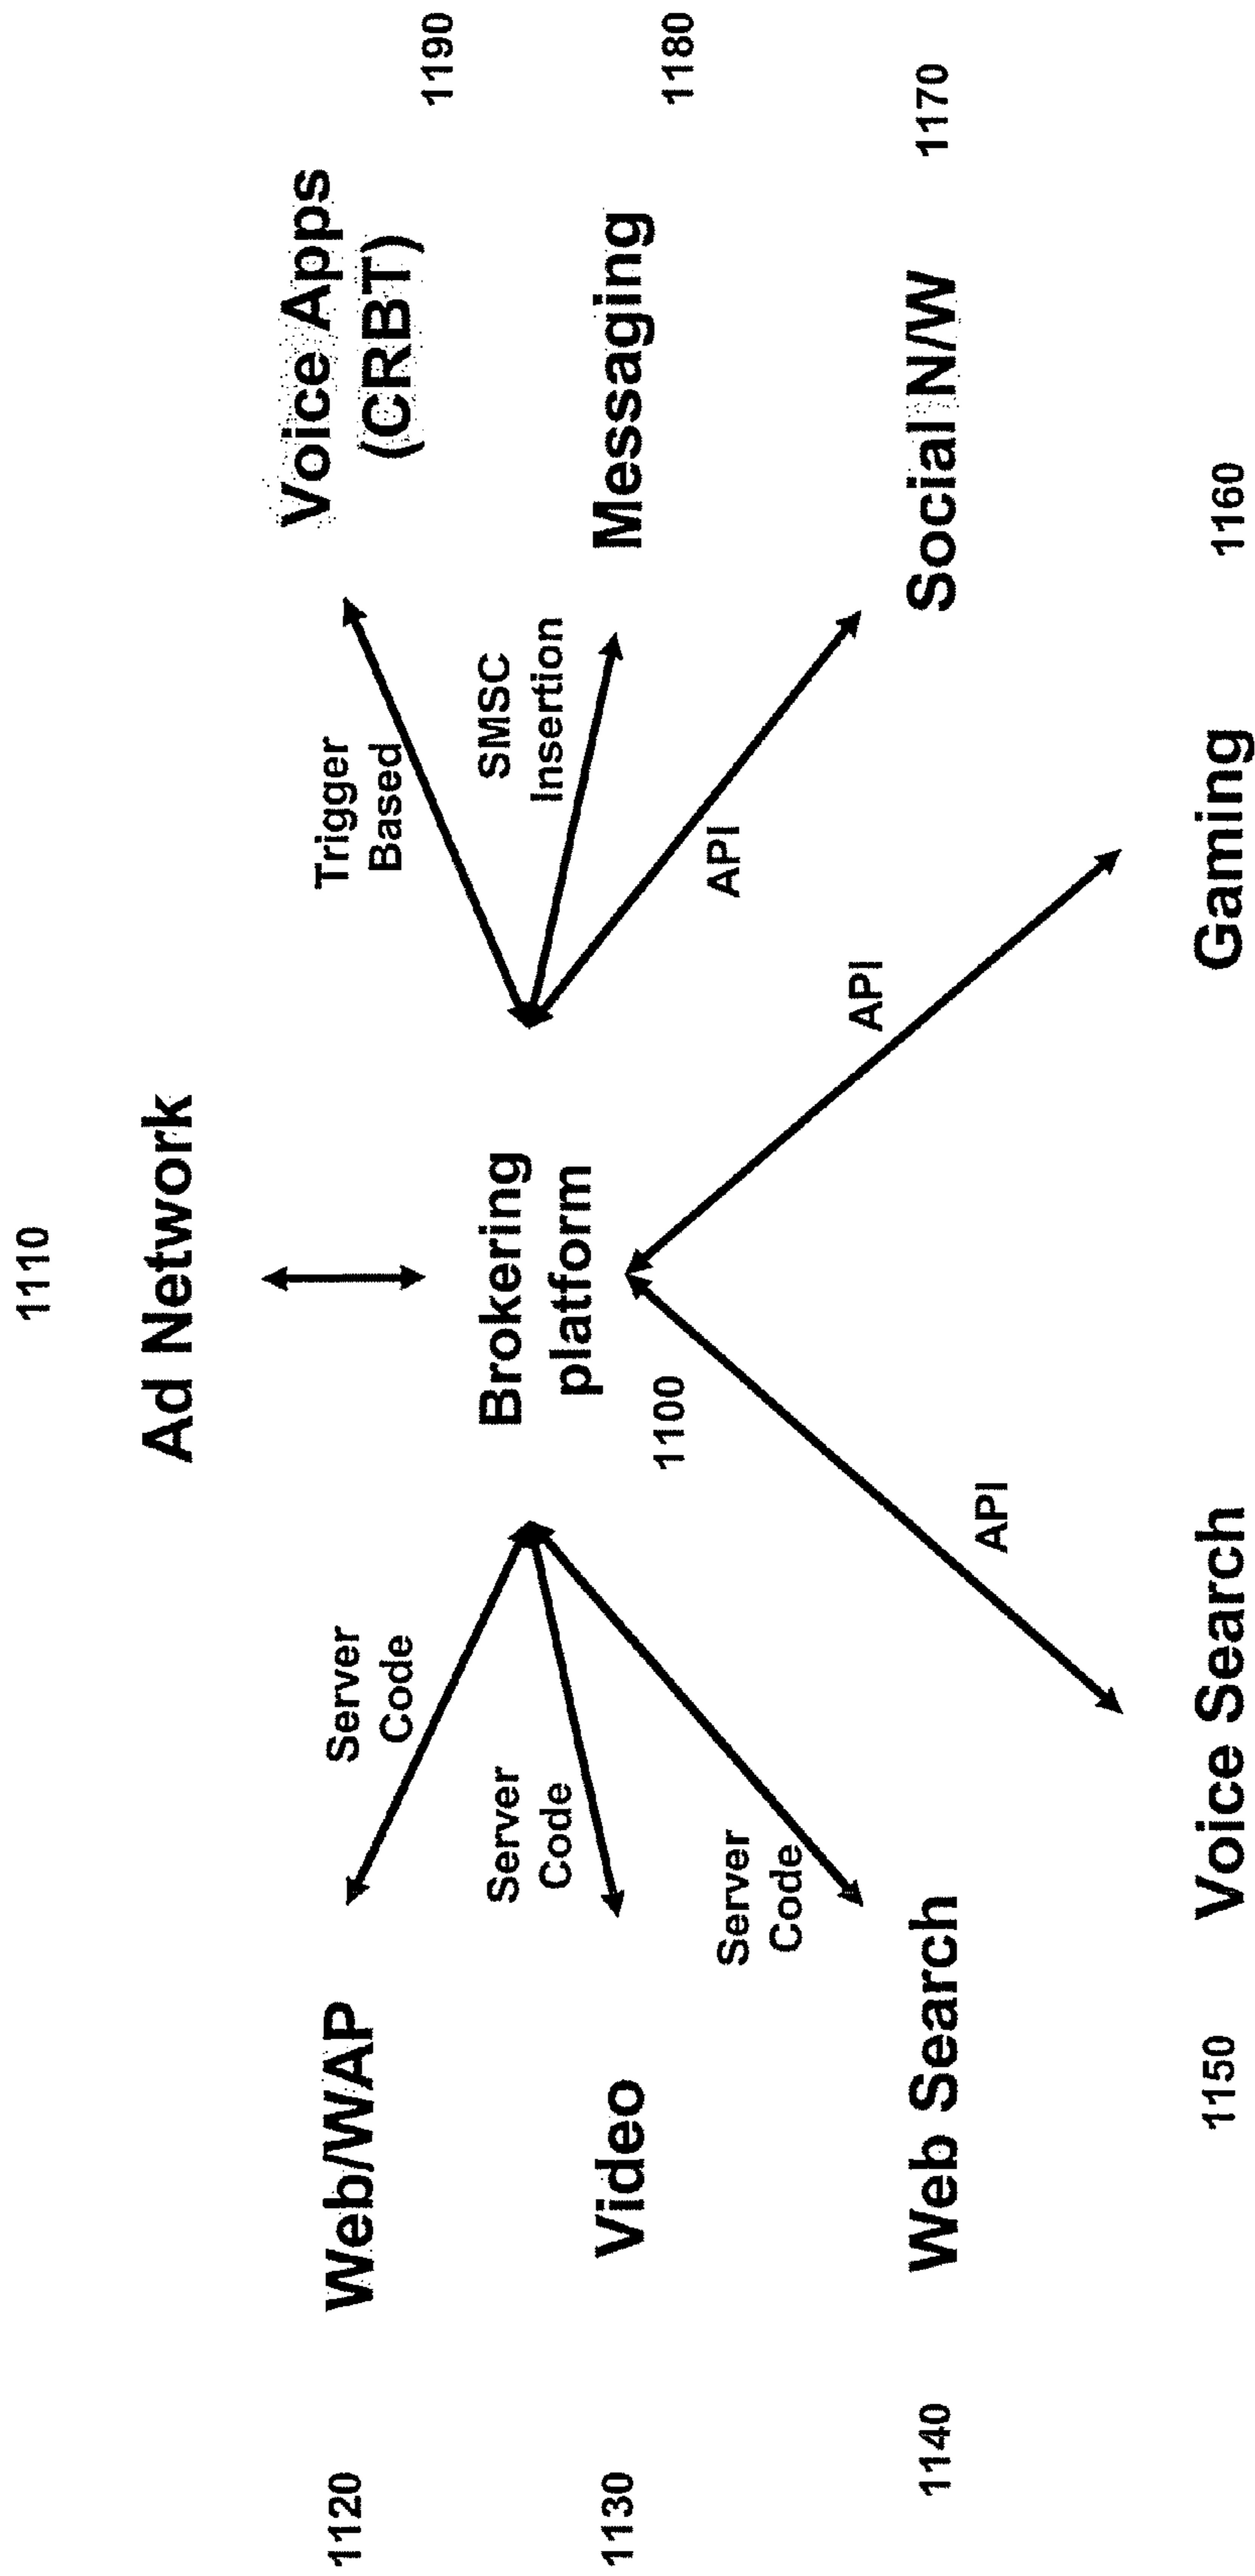 1110
Ad Network
Voice Apps
(CRBT)
1190
Trigger
Based
Server
Code
Web/WAP
1120
Brokering
platform
1100
SMSC
Insertion
Messaging
1180
Server
Code
Video
1130
API
Social N/W
1170
Server
Code
Web Search
1140
API
API
Gaming
1160
Voice Search
1150